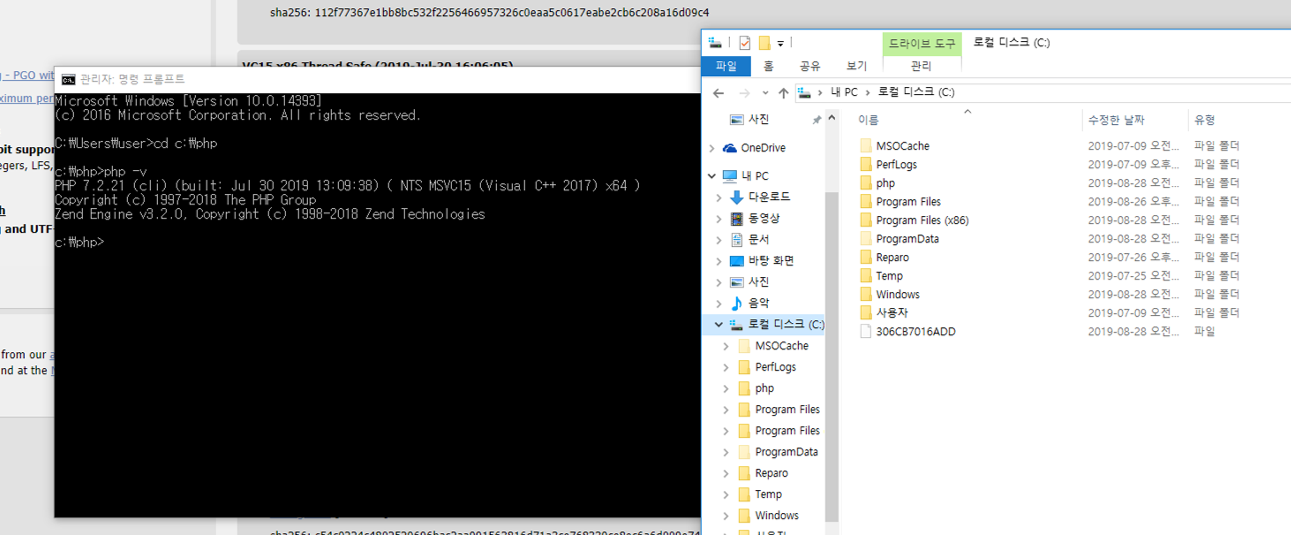 sha256: 112f77367e1bb8bc532f2256466957326c0eaa5c0617eabe2cb6c208a16d09c4
VC15 x86 Thread Safe (2019-Jul-30 16:06:05)
- PGO wit
ximum per
bit suppor
egers, LFS,
h
and UTF
from our a
nd at the
관리자: 명령 프롬프트
Microsoft Windows [Version 10.0.14393]
(c) 2016 Microsoft Corporation. All rights reserved.
C:₩Users₩user>cd c:₩php
c:₩php>php -v
PHP 7.2.21 (cli) (built: Jul 30 2019 13:09:38) ( NTS MSVC15 (Visual C++ 2017) x64 )
Copyright (c) 1997-2018 The PHP Group
Zend Engine v3.2.0, Copyright (c) 1998-2018 Zend Technologies
c:₩php>
드라이브 도구
로컬 디스크 (C:)
파일
홈
공유
보기
관리
내 PC
로컬 디스크 (C:)
사진
OneDrive
내 PC
다운로드
동영상
문서
바탕 화면
사진
음악
로컬 디스크 (C:)
MSOCache
PerfLogs
php
Program Files
Program Files
ProgramData
Reparo
Temp
Windows
사용자
이름 수정한 날짜 유형
MSOCache 2019-07-09 오전... 파일 폴더
PerfLogs 2019-07-09 오후... 파일 폴더
php 2019-08-28 오전... 파일 폴더
Program Files 2019-08-26 오후... 파일 폴더
Program Files (x86) 2019-08-28 오전... 파일 폴더
ProgramData 2019-08-28 오전... 파일 폴더
Reparo 2019-07-26 오후... 파일 폴더
Temp 2019-07-25 오전... 파일 폴더
Windows 2019-08-28 오전... 파일 폴더
사용자 2019-07-09 오후... 파일 폴더
306CB7016ADD 2019-08-28 오전... 파일